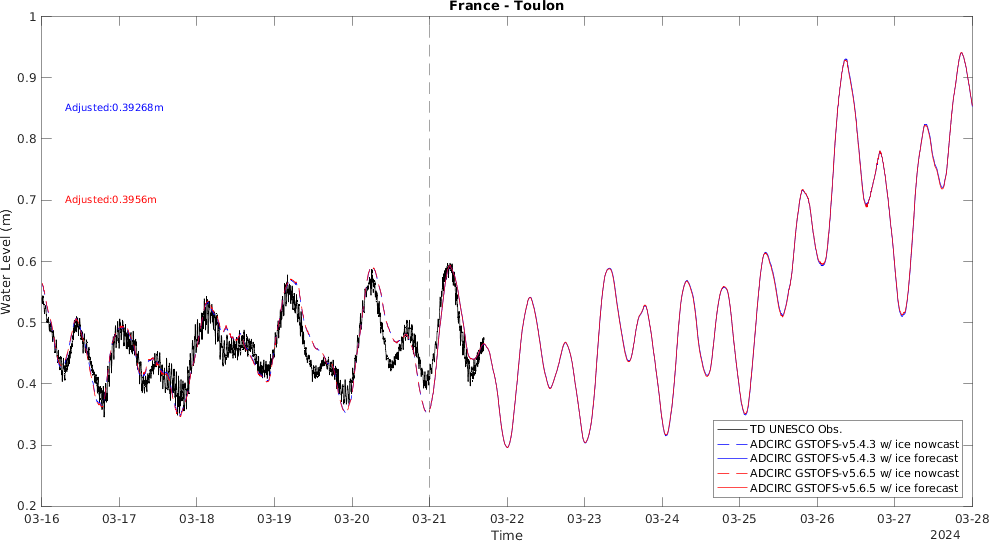 France - Toulon
1
0.9
0.8
0.7
0.6
0.5
0.4
0.3
0.2
Water Level (m)
Adjusted:0.39268m
Adjusted:0.3956m
TD UNESCO Obs.
ADCIRC GSTOFS-v5.4.3 w/ ice nowcast
ADCIRC GSTOFS-v5.4.3 w/ ice forecast
ADCIRC GSTOFS-v5.6.5 w/ ice nowcast
ADCIRC GSTOFS-v5.6.5 w/ ice forecast
03-16 03-17 03-18 03-19 03-20 03-21 03-22 03-23 03-24 03-25 03-26 03-27 03-28
Time
2024